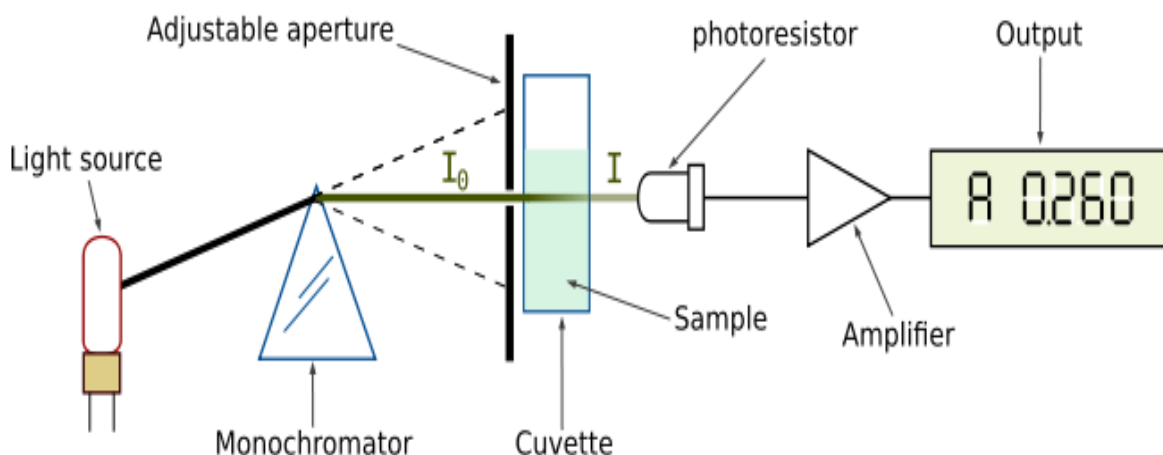 Adjustable aperture
photoresistor
Output
Light source
I₀
I
A 0.260
Sample
Amplifier
Monochromator
Cuvette